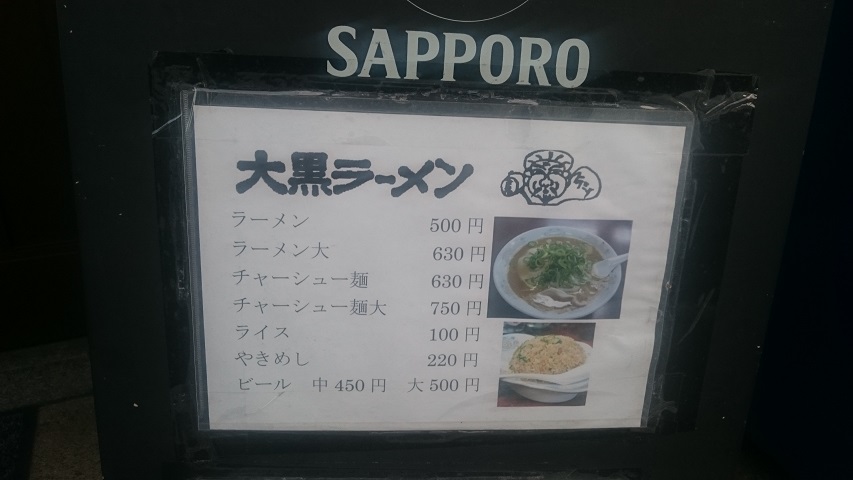 SAPPORO
大黒ラーメン
ラーメン 500円
ラーメン大 630円
チャーシュー麺 630円
チャーシュー麺大 750円
ライス 100円
やきめし 220円
ビール 中450円 大500円